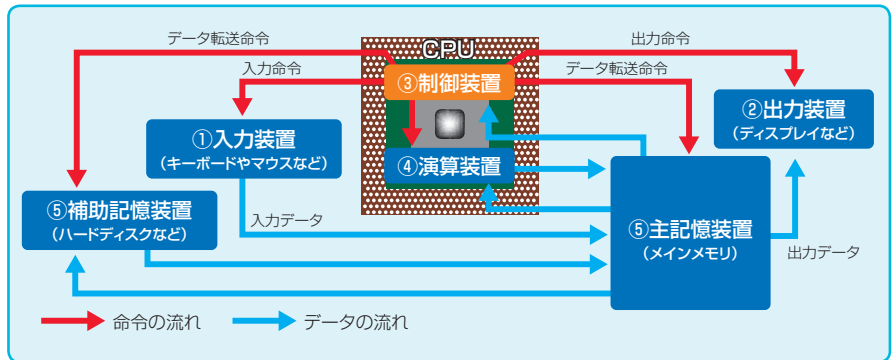 データ転送命令
CPU
出力命令
入力命令
③制御装置
データ転送命令
②出力装置
(ディスプレイなど)
①入力装置
(キーボードやマウスなど)
④演算装置
⑤補助記憶装置
(ハードディスクなど)
入力データ
⑤主記憶装置
(メインメモリ)
出力データ
命令の流れ
データの流れ